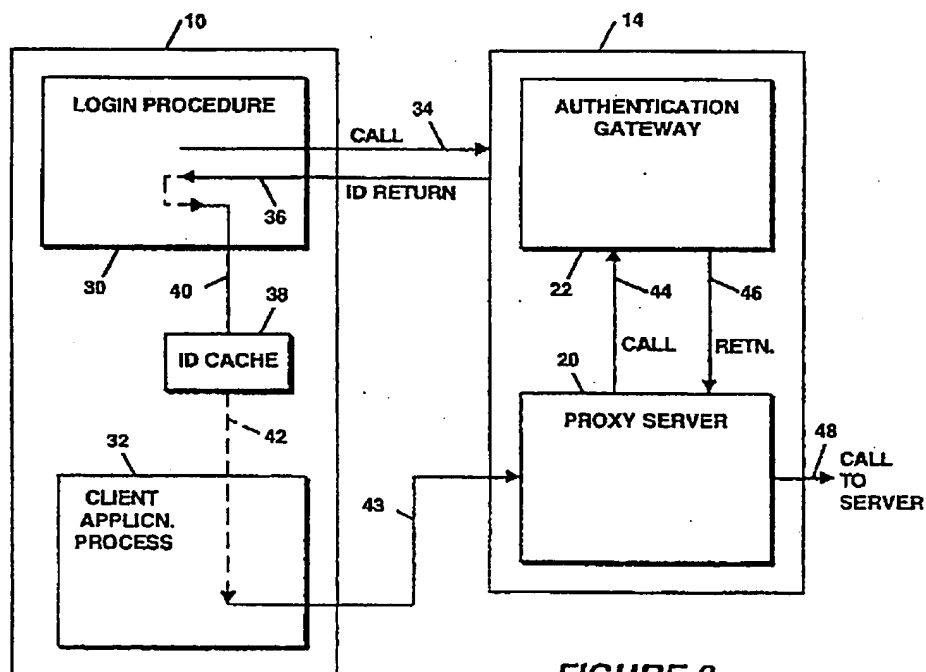 10
14
LOGIN PROCEDURE
AUTHENTICATION
GATEWAY
34
CALL
ID RETURN
36
30
40
38
22
44
46
ID CACHE
CALL
RETN.
20
42
PROXY SERVER
32
48
CLIENT
APPLICN.
PROCESS
43
CALL
TO
SERVER